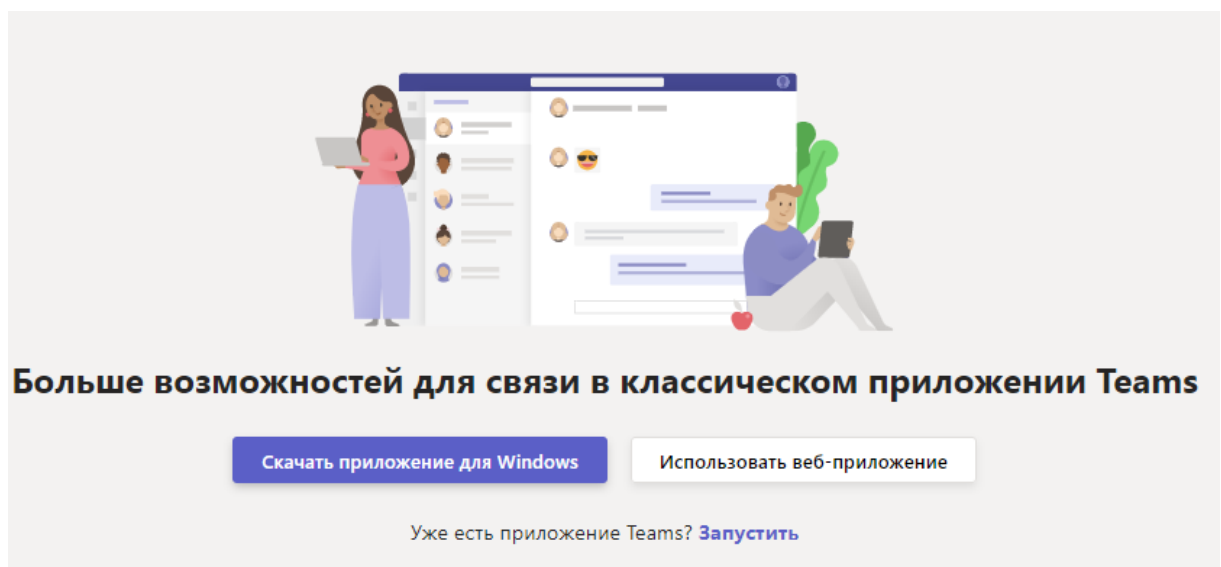 Больше возможностей для связи в классическом приложении Teams
Скачать приложение для Windows
Использовать веб-приложение
Уже есть приложение Teams? Запустить